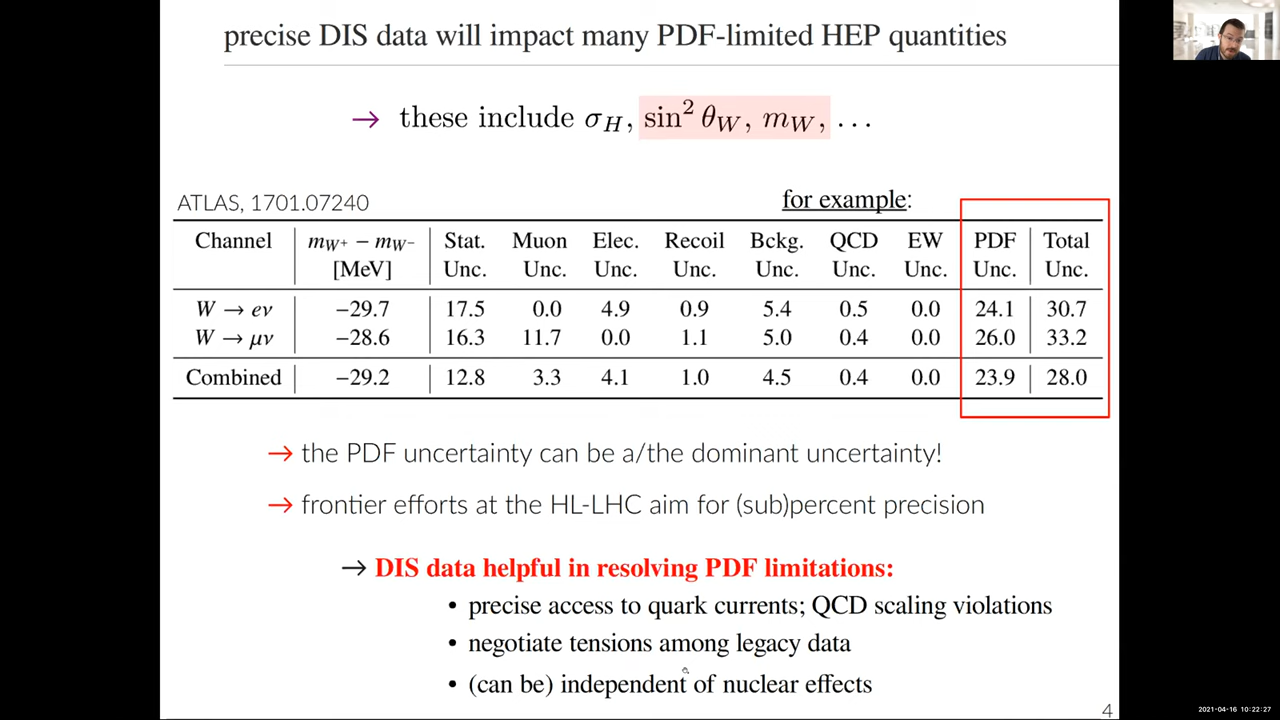 precise DIS data will impact many PDF-limited HEP quantities
→ these include σ_H, sin² θ_W, m_W, …
ATLAS, 1701.07240
for example:
Channel m_{W⁺} − m_{W⁻} Stat. Muon Elec. Recoil Bckg. QCD EW PDF Total
[MeV] Unc. Unc. Unc. Unc. Unc. Unc. Unc. Unc. Unc.
W → eν −29.7 17.5 0.0 4.9 0.9 5.4 0.5 0.0 24.1 30.7
W → μν −28.6 16.3 11.7 0.0 1.1 5.0 0.4 0.0 26.0 33.2
Combined −29.2 12.8 3.3 4.1 1.0 4.5 0.4 0.0 23.9 28.0
→ the PDF uncertainty can be a/the dominant uncertainty!
→ frontier efforts at the HL-LHC aim for (sub)percent precision
→ DIS data helpful in resolving PDF limitations:
• precise access to quark currents; QCD scaling violations
• negotiate tensions among legacy data
• (can be) independent of nuclear effects
4
2021-04-16 10:22:27